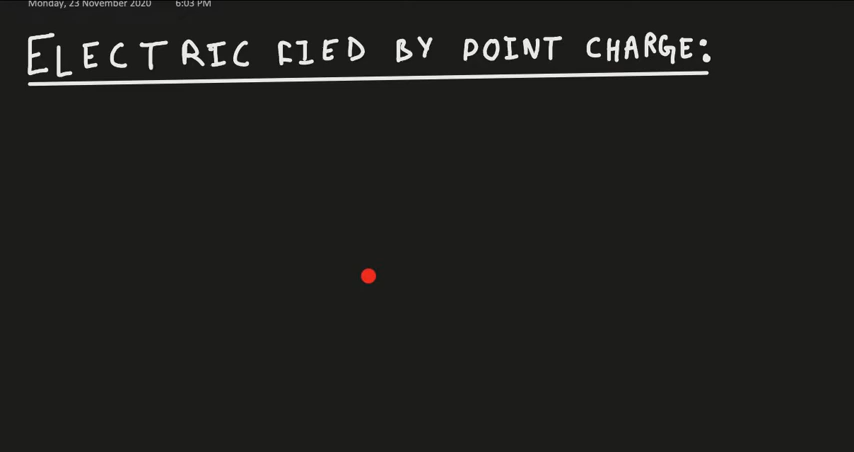 Monday, 23 November 2020 6:03 PM
ELECTRIC FIED BY POINT CHARGE: